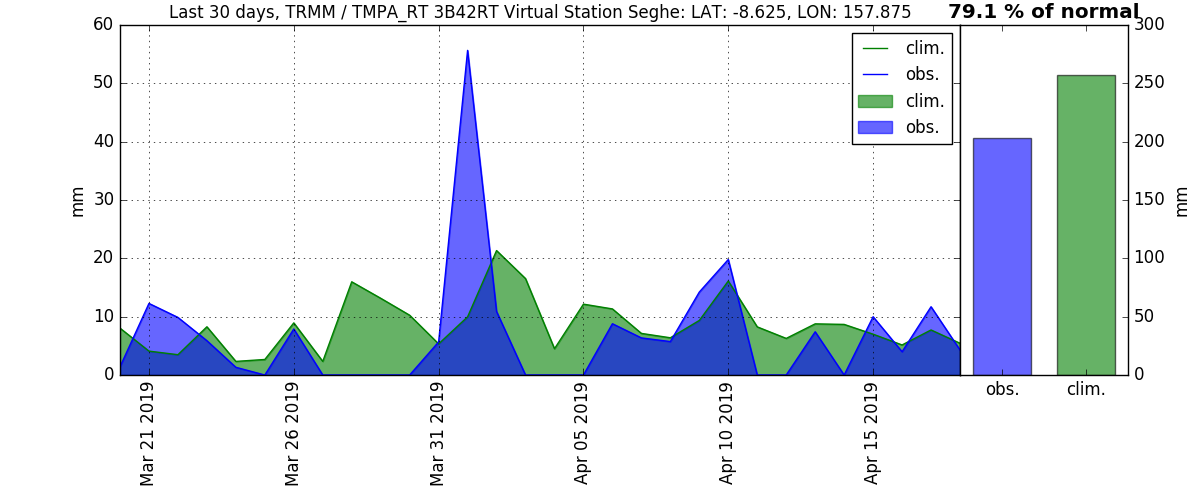 Last 30 days, TRMM / TMPA_RT 3B42RT Virtual Station Seghe: LAT: -8.625, LON: 157.875
79.1 % of normal
60
50
40
30
20
10
0
mm
clim.
obs.
clim.
obs.
300
250
200
150
100
50
0
mm
obs.
clim.
Mar 21 2019
Mar 26 2019
Mar 31 2019
Apr 05 2019
Apr 10 2019
Apr 15 2019